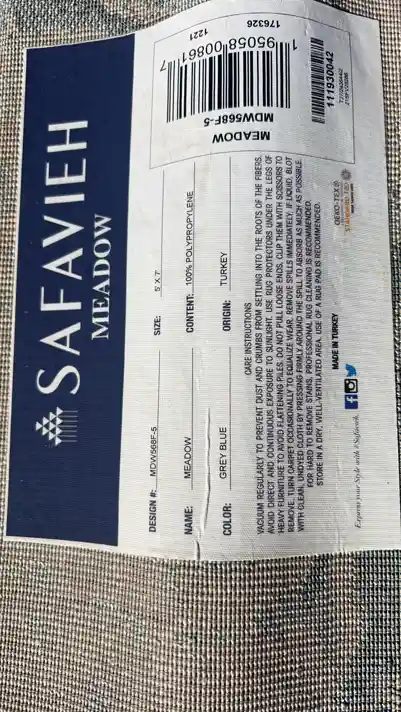 SAFAVIEH
MEADOW
DESIGN #: MDW568F-5
SIZE: 5' X 7'
NAME: MEADOW
CONTENT: 100% POLYPROPYLENE
COLOR: GREY BLUE
ORIGIN: TURKEY
CARE INSTRUCTIONS
VACUUM REGULARLY TO PREVENT DUST AND CRUMBS FROM SETTLING INTO THE ROOTS OF THE FIBERS.
AVOID DIRECT AND CONTINUOUS EXPOSURE TO SUNLIGHT. USE RUG PROTECTORS UNDER THE LEGS OF
HEAVY FURNITURE TO AVOID FLATTENING PILES. DO NOT PULL LOOSE ENDS, CLIP THEM WITH SCISSORS TO
REMOVE. TURN CARPET OCCASIONALLY TO EQUALIZE WEAR. REMOVE SPILLS IMMEDIATELY. IF LIQUID, BLOT
WITH CLEAN, UNDYED CLOTH BY PRESSING FIRMLY AROUND THE SPILL TO ABSORB AS MUCH AS POSSIBLE.
FOR HARD TO REMOVE STAINS, PROFESSIONAL RUG CLEANING IS RECOMMENDED.
STORE IN A DRY, WELL-VENTILATED AREA. USE OF A RUG PAD IS RECOMMENDED.
MADE IN TURKEY
OEKO-TEX®
STANDARD 100
Express your Style with #Safavieh.
MEADOW
MDW568F-5
1 95058 00861 7
176326
1221
111930042